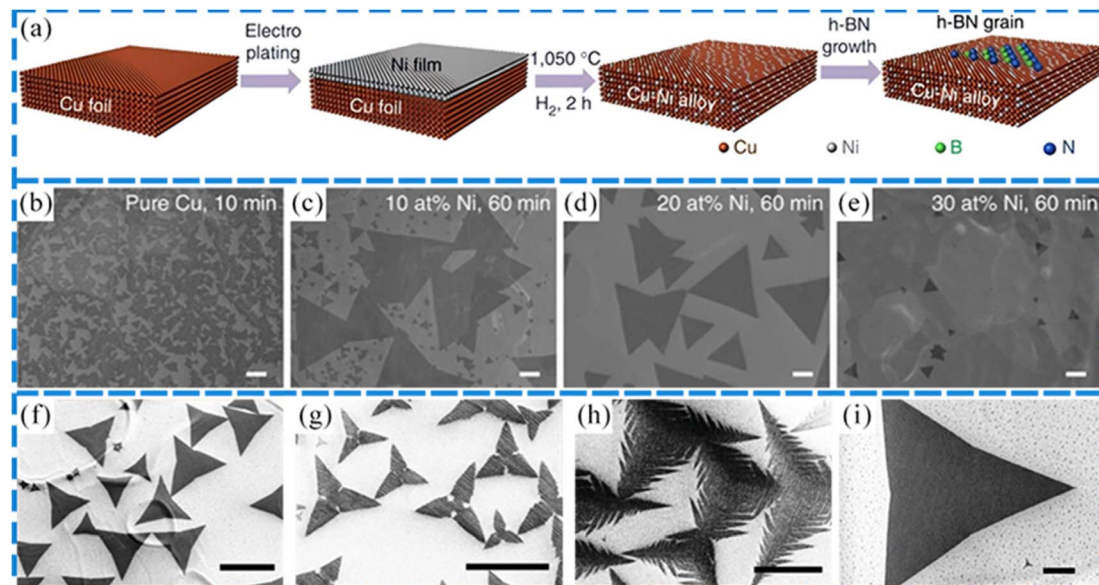 (a)
Electro
plating
Cu foil
Ni film
Cu foil
1,050 °C
H₂, 2 h
Cu-Ni alloy
h-BN
growth
h-BN grain
Cu-Ni alloy
Cu
Ni
B
N
(b)
Pure Cu, 10 min
(c)
10 at% Ni, 60 min
(d)
20 at% Ni, 60 min
(e)
30 at% Ni, 60 min
(f)
(g)
(h)
(i)